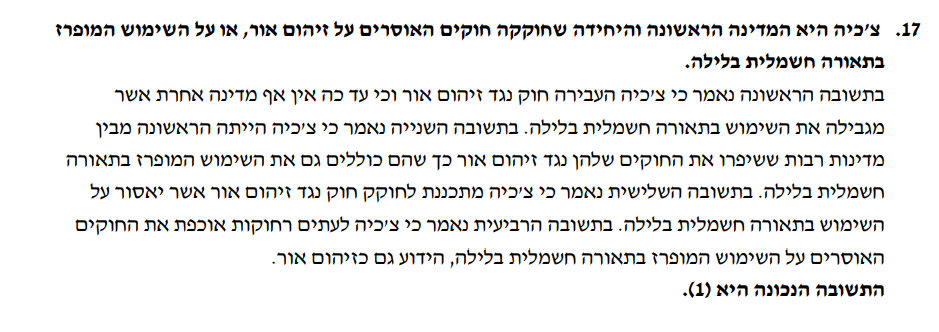 17. צ'כיה היא המדינה הראשונה והיחידה שחוקקה חוקים האוסרים על זיהום אור, או על השימוש המופרז
בתאורה חשמלית בלילה.
בתשובה הראשונה נאמר כי צ'כיה העבירה חוק נגד זיהום אור וכי עד כה אין אף מדינה אחרת אשר
מגבילה את השימוש בתאורה חשמלית בלילה. בתשובה השנייה נאמר כי צ'כיה הייתה הראשונה מבין
מדינות רבות ששיפרו את החוקים שלהן נגד זיהום אור כך שהם כוללים גם את השימוש המופרז בתאורה
חשמלית בלילה. בתשובה השלישית נאמר כי צ'כיה מתכננת לחוקק חוק נגד זיהום אור אשר יאסור על
השימוש בתאורה חשמלית בלילה. בתשובה הרביעית נאמר כי צ'כיה לעתים רחוקות אוכפת את החוקים
האוסרים על השימוש המופרז בתאורה חשמלית בלילה, הידוע גם כזיהום אור.
התשובה הנכונה היא (1).